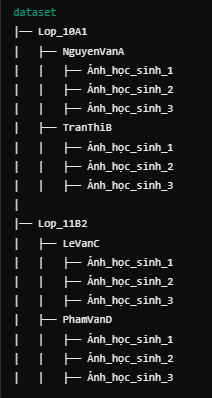 dataset
├── Lop_10A1
│   ├── NguyenVanA
│   │   ├── Ảnh_học_sinh_1
│   │   ├── Ảnh_học_sinh_2
│   │   ├── Ảnh_học_sinh_3
│   ├── TranThiB
│   │   ├── Ảnh_học_sinh_1
│   │   ├── Ảnh_học_sinh_2
│   │   ├── Ảnh_học_sinh_3
│
├── Lop_11B2
│   ├── LeVanC
│   │   ├── Ảnh_học_sinh_1
│   │   ├── Ảnh_học_sinh_2
│   │   ├── Ảnh_học_sinh_3
│   ├── PhamVanD
│   │   ├── Ảnh_học_sinh_1
│   │   ├── Ảnh_học_sinh_2
│   │   ├── Ảnh_học_sinh_3